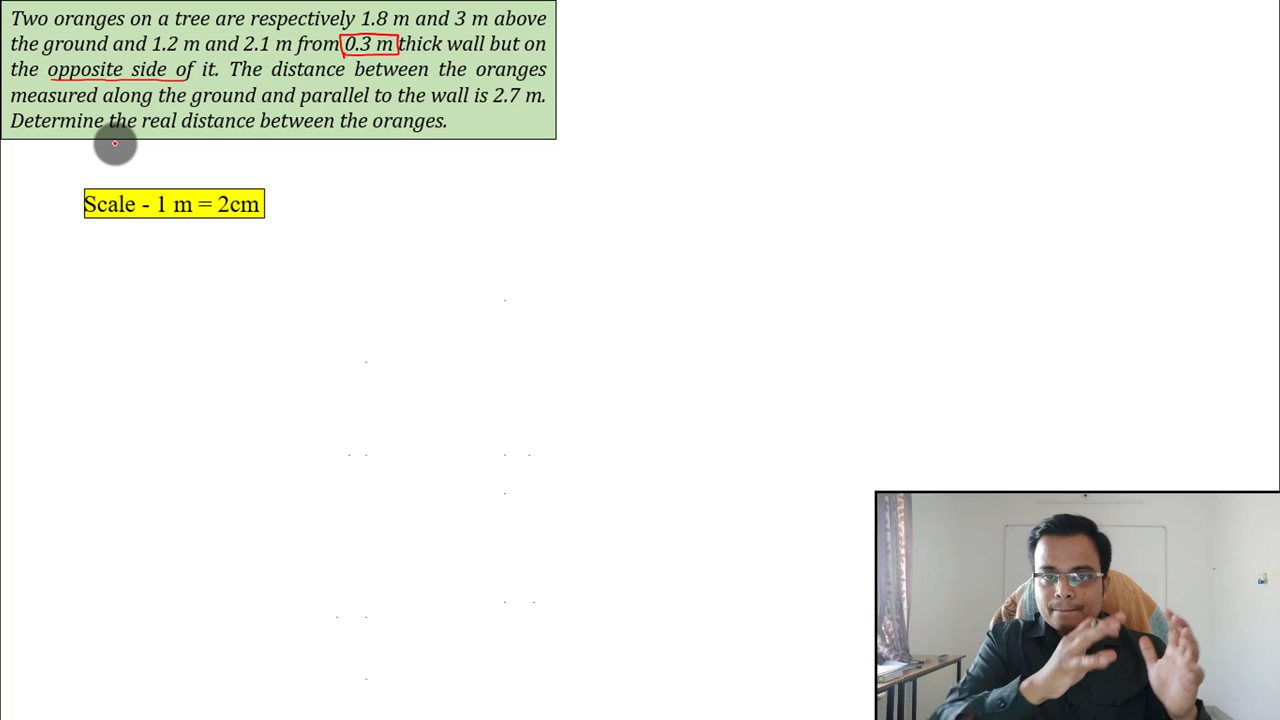 Two oranges on a tree are respectively 1.8 m and 3 m above
the ground and 1.2 m and 2.1 m from 0.3 m thick wall but on
the opposite side of it. The distance between the oranges
measured along the ground and parallel to the wall is 2.7 m.
Determine the real distance between the oranges.
Scale - 1 m = 2cm